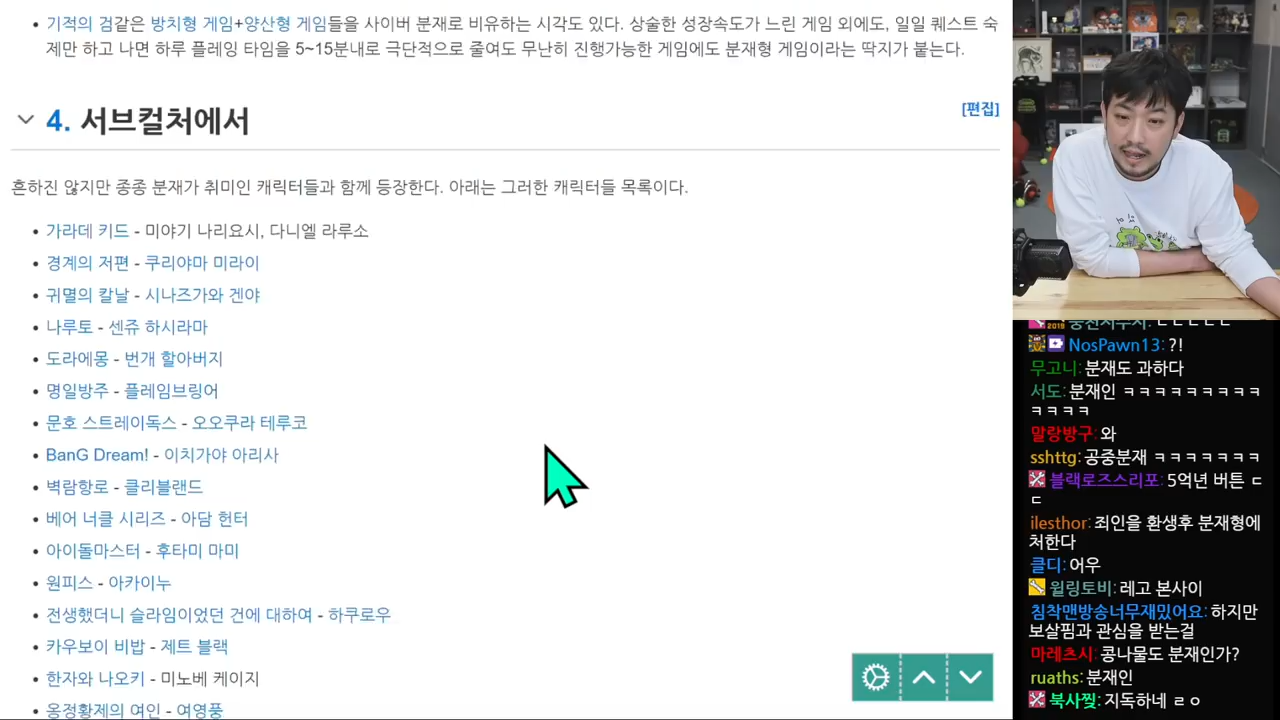 기적의 검같은 방치형 게임+양산형 게임들을 사이버 분재로 비유하는 시각도 있다. 상술한 성장속도가 느린 게임 외에도, 일일 퀘스트 숙
제만 하고 나면 하루 플레잉 타임을 5~15분내로 극단적으로 줄여도 무난히 진행가능한 게임에도 분재형 게임이라는 딱지가 붙는다.
4. 서브컬처에서
[편집]
흔하진 않지만 종종 분재가 취미인 캐릭터들과 함께 등장한다. 아래는 그러한 캐릭터들 목록이다.
가라데 키드 - 미야기 나리요시, 다니엘 라루소
경계의 저편 - 쿠리야마 미라이
귀멸의 칼날 - 시나즈가와 겐야
나루토 - 센쥬 하시라마
도라에몽 - 번개 할아버지
명일방주 - 플레임브링어
문호 스트레이독스 - 오오쿠라 테루코
BanG Dream! - 이치가야 아리사
벽람항로 - 클리블랜드
베어 너클 시리즈 - 아담 헌터
아이돌마스터 - 후타미 마미
원피스 - 아카이누
전생했더니 슬라임이었던 건에 대하여 - 하쿠로우
카우보이 비밥 - 제트 블랙
한자와 나오키 - 미노베 케이지
옹정황제의 여인 - 여영풍
NosPawn13: ?!
무고니: 분재도 과하다
서도: 분재인 ㅋㅋㅋㅋㅋㅋㅋㅋㅋ
ㅋㅋㅋㅋ
말랑방구: 와
sshttg: 공중분재 ㅋㅋㅋㅋㅋㅋㅋ
블랙로즈스리포: 5억년 버튼 ㄷ
ㄷ
ilesthor: 죄인을 환생후 분재형에
처한다
클디: 어우
윌링토비: 레고 본사이
침착맨방송너무재밌어요: 하지만
보살핌과 관심을 받는걸
마레츠시: 콩나물도 분재인가?
ruaths: 분재인
북사찢: 지독하네 ㄹㅇ